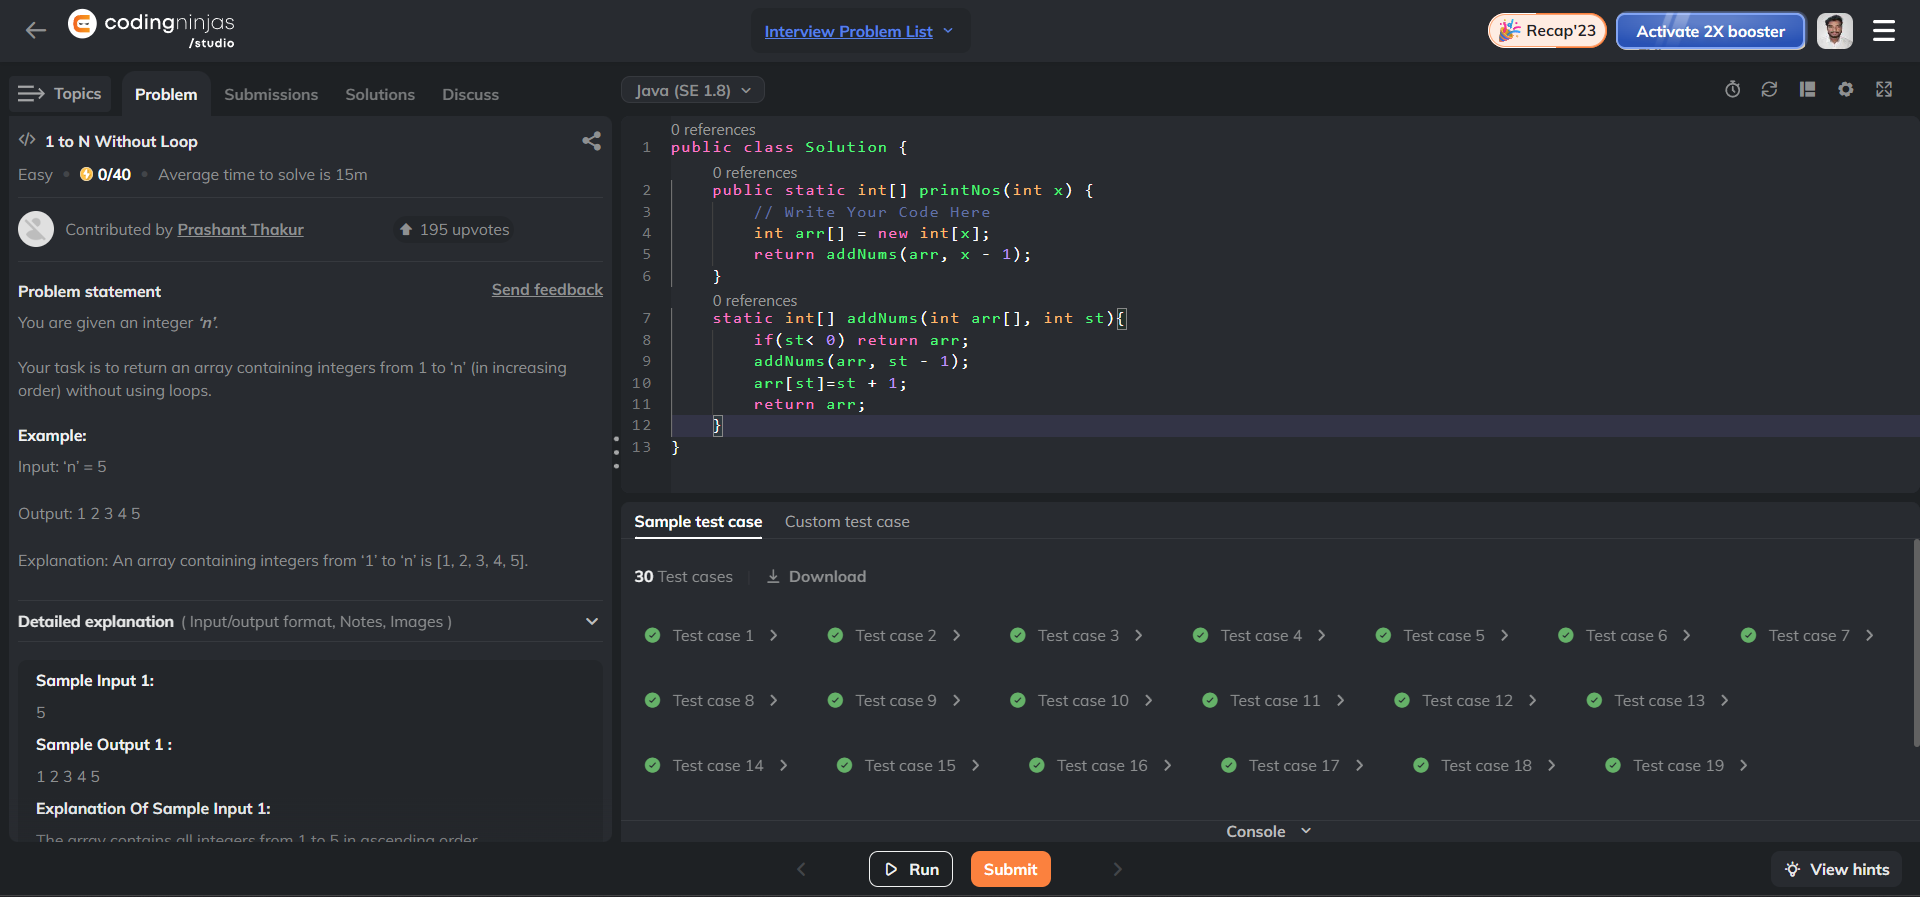 codingninjas
/studio
Interview Problem List
Recap'23
Activate 2X booster
Topics
Problem
Submissions
Solutions
Discuss
1 to N Without Loop
Easy • 0/40 • Average time to solve is 15m
Contributed by Prashant Thakur
195 upvotes
Problem statement
Send feedback
You are given an integer ‘n’.
Your task is to return an array containing integers from 1 to ‘n’ (in increasing
order) without using loops.
Example:
Input: ‘n’ = 5
Output: 1 2 3 4 5
Explanation: An array containing integers from ‘1’ to ‘n’ is [1, 2, 3, 4, 5].
Detailed explanation ( Input/output format, Notes, Images )
Sample Input 1:
5
Sample Output 1 :
1 2 3 4 5
Explanation Of Sample Input 1:
The array contains all integers from 1 to 5 in ascending order
Java (SE 1.8)
0 references
1 public class Solution {
0 references
2 public static int[] printNos(int x) {
3 // Write Your Code Here
4 int arr[] = new int[x];
5 return addNums(arr, x - 1);
6 }
0 references
7 static int[] addNums(int arr[], int st){
8 if(st< 0) return arr;
9 addNums(arr, st - 1);
10 arr[st]=st + 1;
11 return arr;
12 }
13 }
Sample test case
Custom test case
30 Test cases
Download
Test case 1
Test case 2
Test case 3
Test case 4
Test case 5
Test case 6
Test case 7
Test case 8
Test case 9
Test case 10
Test case 11
Test case 12
Test case 13
Test case 14
Test case 15
Test case 16
Test case 17
Test case 18
Test case 19
Console
Run
Submit
View hints